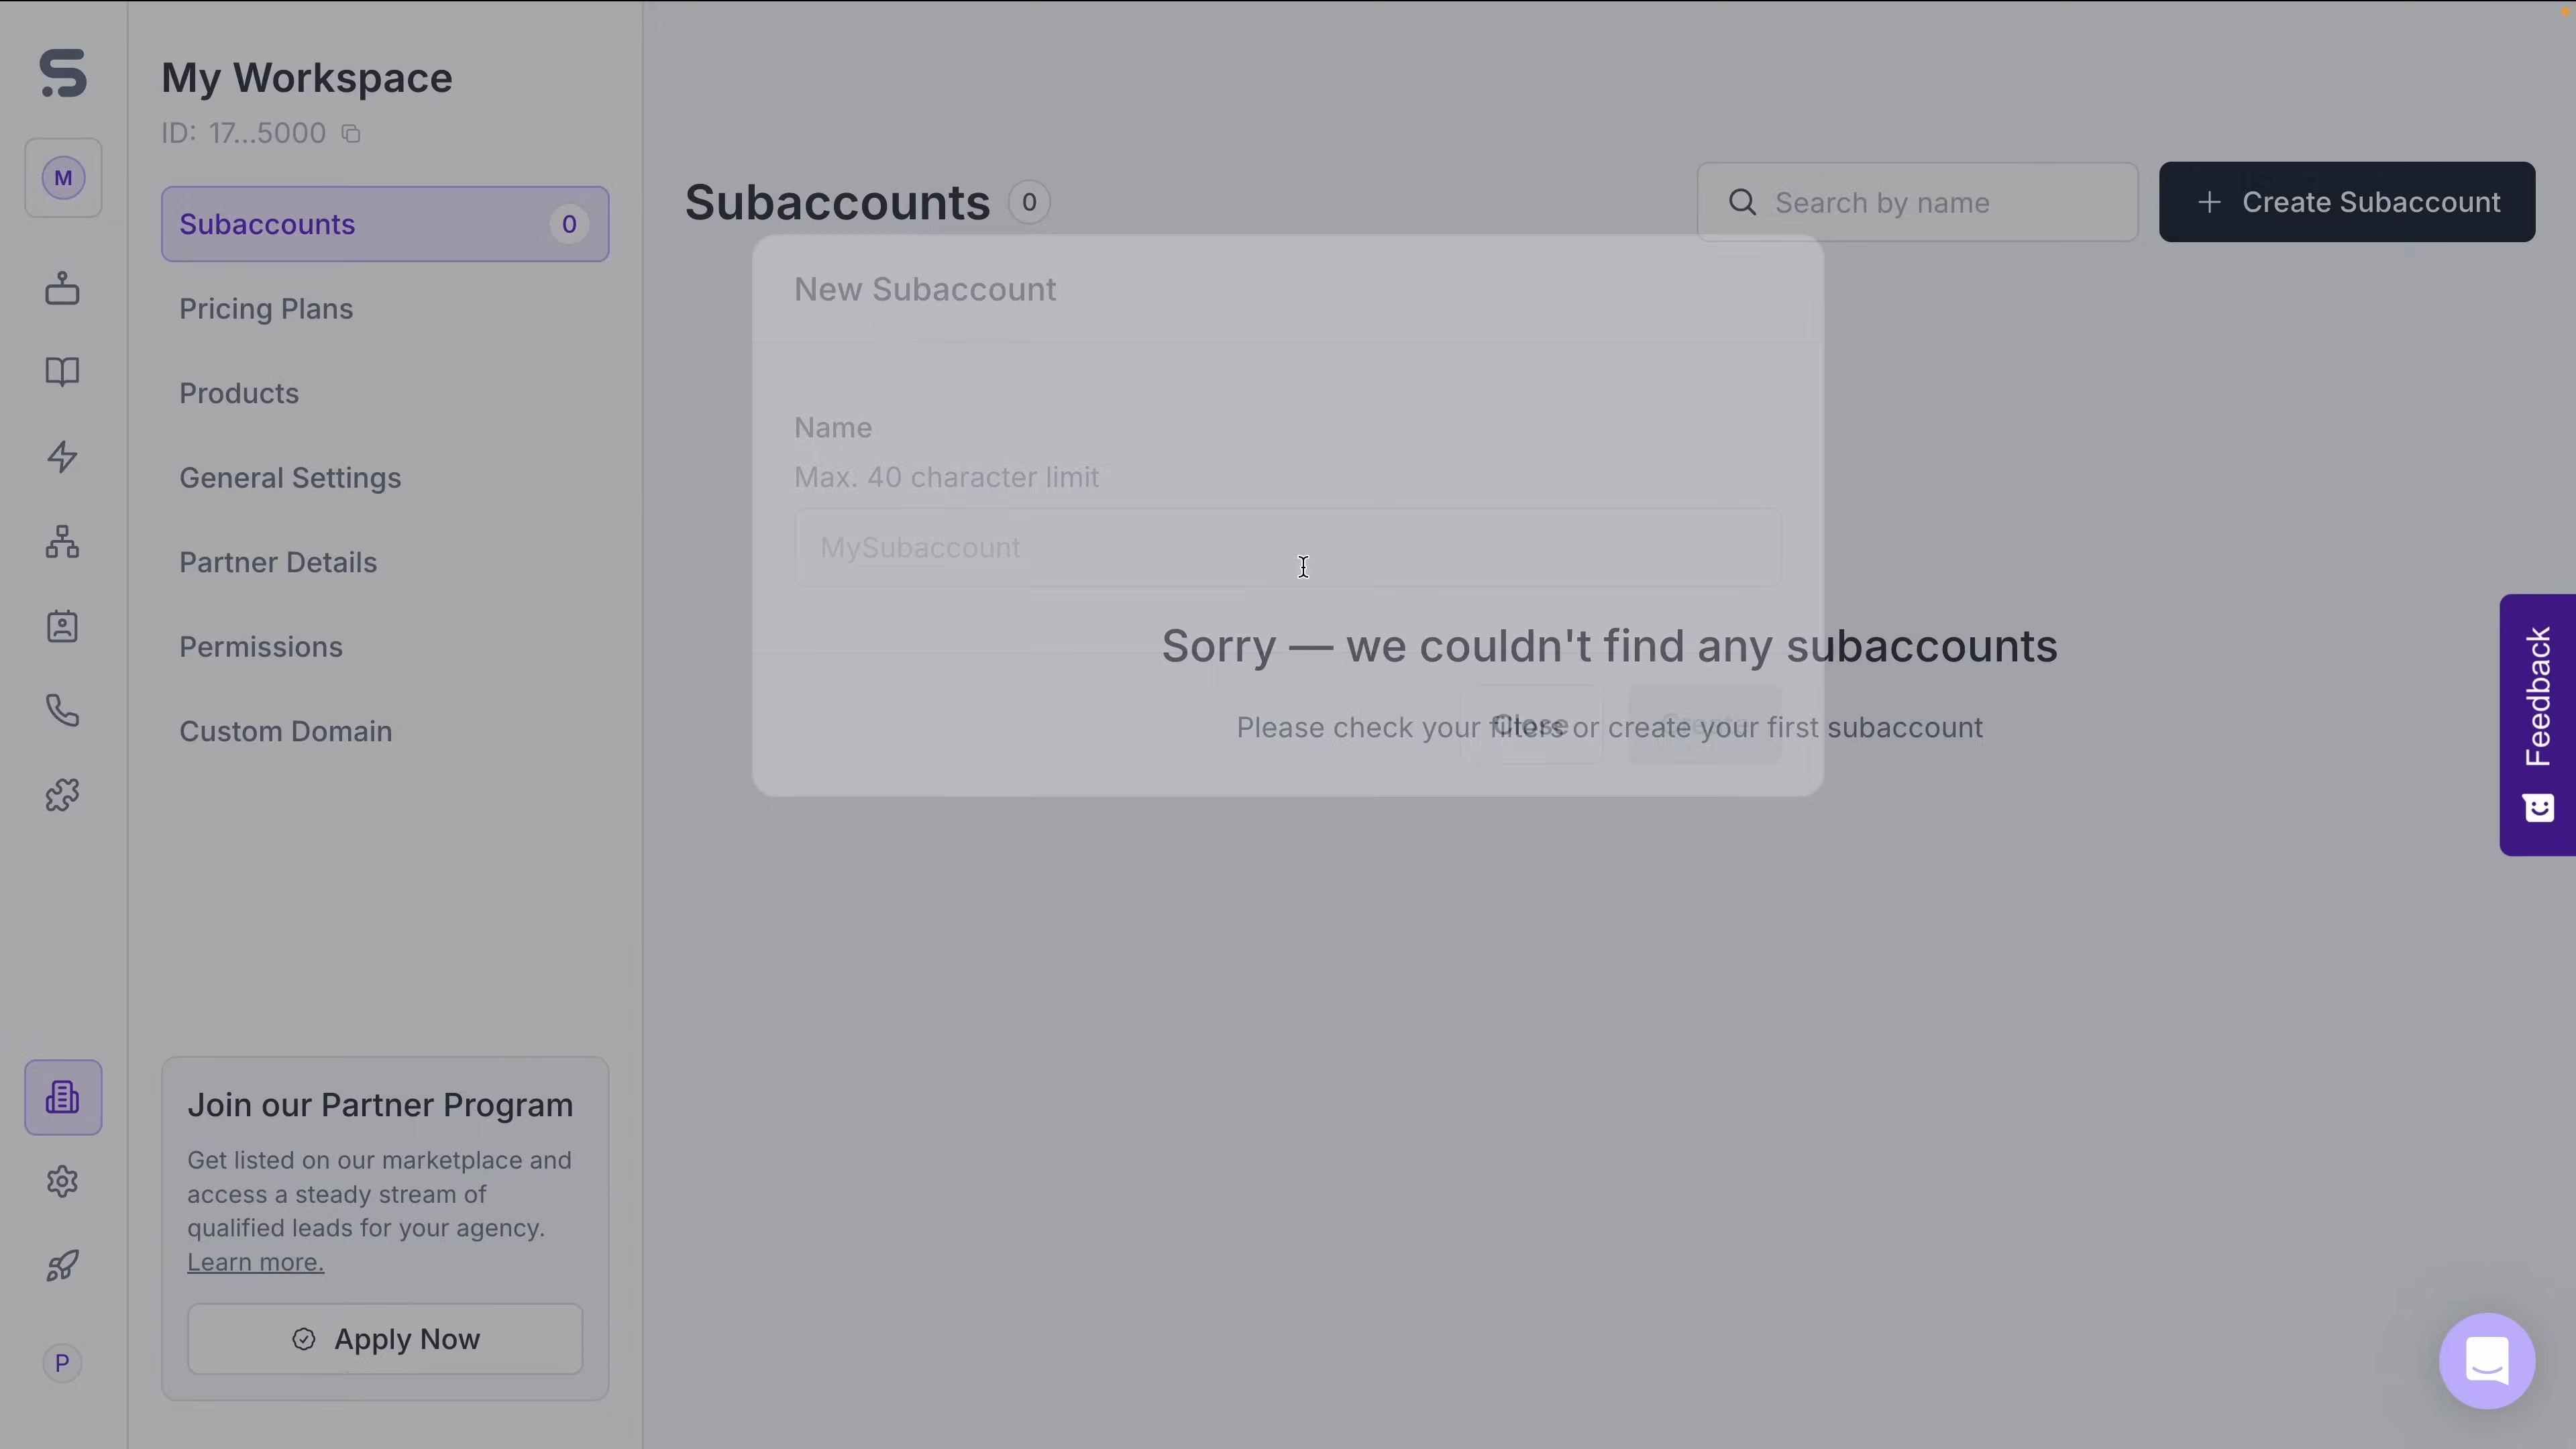 My Workspace
ID: 17...5000
M
Subaccounts 0
Pricing Plans
Products
General Settings
Partner Details
Permissions
Custom Domain
Join our Partner Program
Get listed on our marketplace and
access a steady stream of
qualified leads for your agency.
Learn more.
Apply Now
P
Subaccounts 0
Search by name
Create Subaccount
New Subaccount
Name
Max. 40 character limit
MySubaccount
Sorry — we couldn't find any subaccounts
Please check your filters or create your first subaccount
Close
Create
Feedback